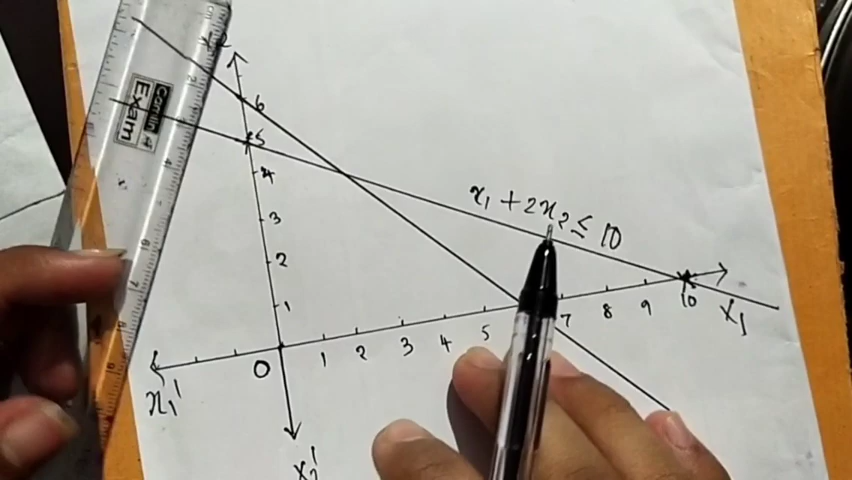 x2
6
5
4
3
2
1
x₁ + 2x₂ ≤ 10
0 1 2 3 4 5 7 8 9 10
x₁
x₁'
x₂'
Camlin
Exam